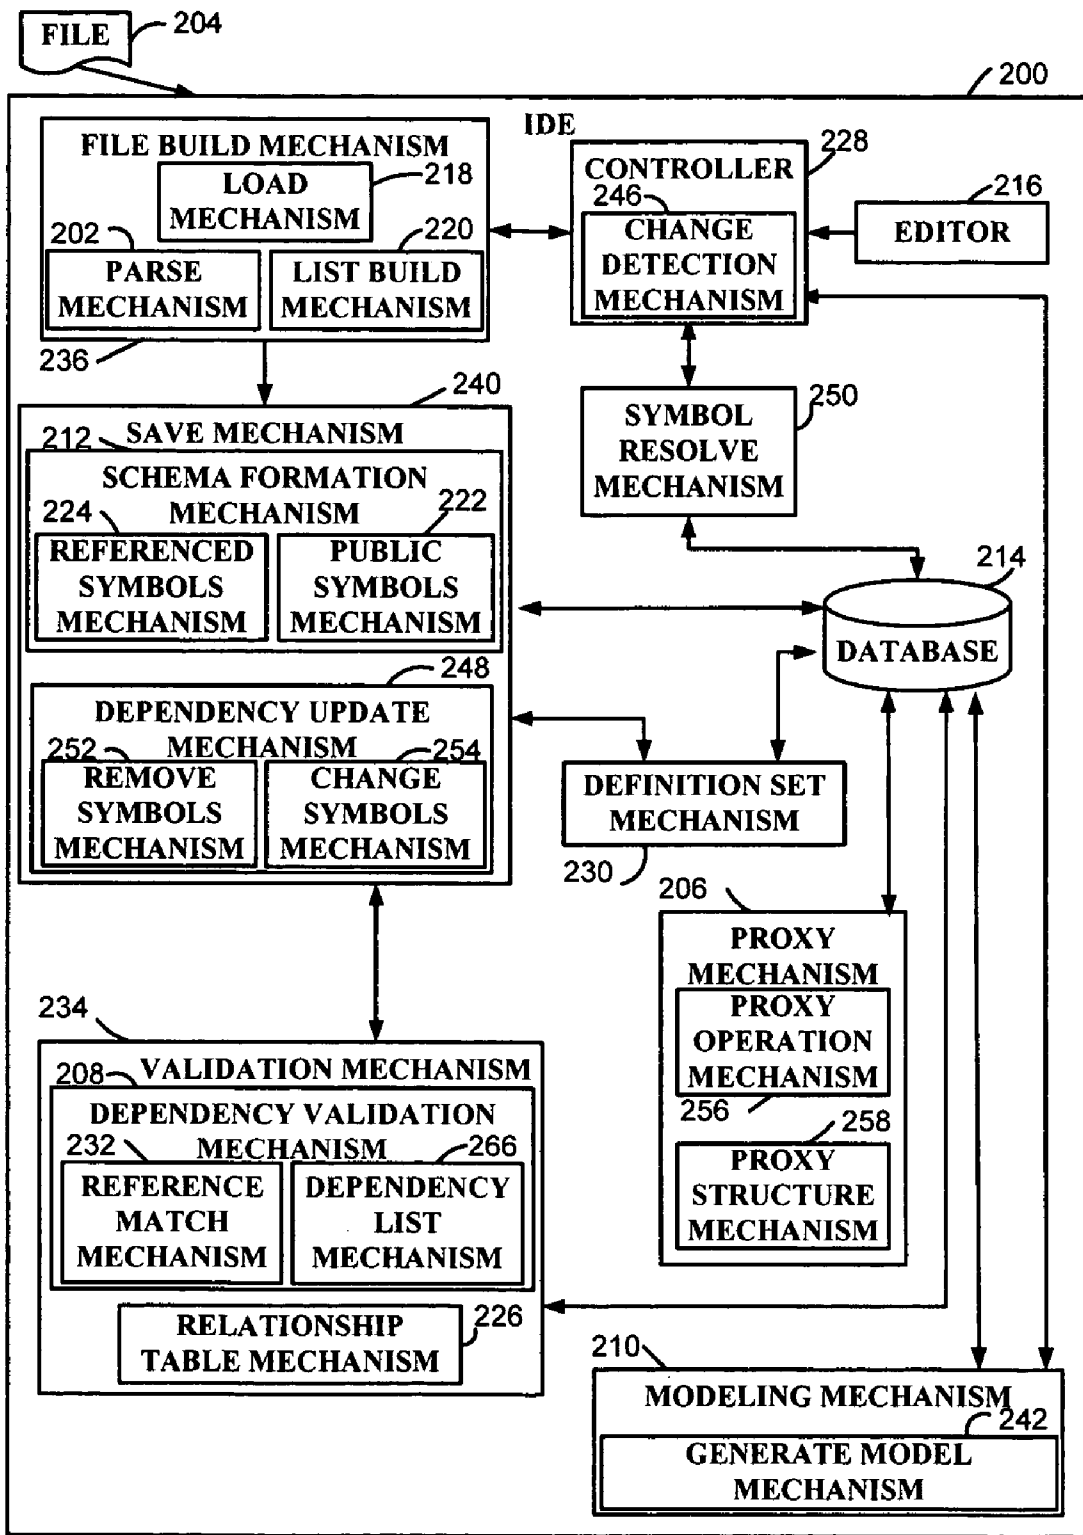 FILE
204
200
IDE
FILE BUILD MECHANISM
LOAD
MECHANISM
218
202
220
PARSE
MECHANISM
LIST BUILD
MECHANISM
236
CONTROLLER
228
246
CHANGE
DETECTION
MECHANISM
216
EDITOR
240
SAVE MECHANISM
212
SCHEMA FORMATION
MECHANISM
224
222
REFERENCED
SYMBOLS
MECHANISM
PUBLIC
SYMBOLS
MECHANISM
SYMBOL
RESOLVE
MECHANISM
250
214
DATABASE
248
DEPENDENCY UPDATE
MECHANISM
252
254
REMOVE
SYMBOLS
MECHANISM
CHANGE
SYMBOLS
MECHANISM
DEFINITION SET
MECHANISM
230
206
PROXY
MECHANISM
PROXY
OPERATION
MECHANISM
256
258
PROXY
STRUCTURE
MECHANISM
234
VALIDATION MECHANISM
208
DEPENDENCY VALIDATION
MECHANISM
232
266
REFERENCE
MATCH
MECHANISM
DEPENDENCY
LIST
MECHANISM
RELATIONSHIP
TABLE MECHANISM
226
210
MODELING MECHANISM
242
GENERATE MODEL
MECHANISM